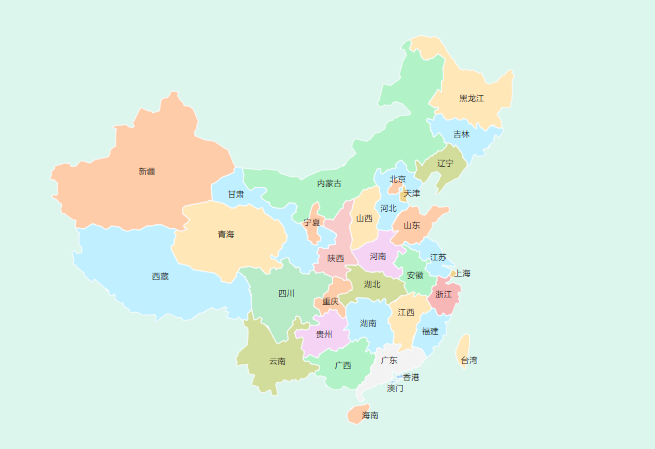 黑龙江
吉林
辽宁
新疆
内蒙古
北京
天津
甘肃
河北
宁夏
山西
山东
青海
陕西
河南
江苏
西藏
上海
安徽
湖北
四川
浙江
重庆
江西
湖南
福建
贵州
云南
广西
广东
台湾
香港
澳门
海南